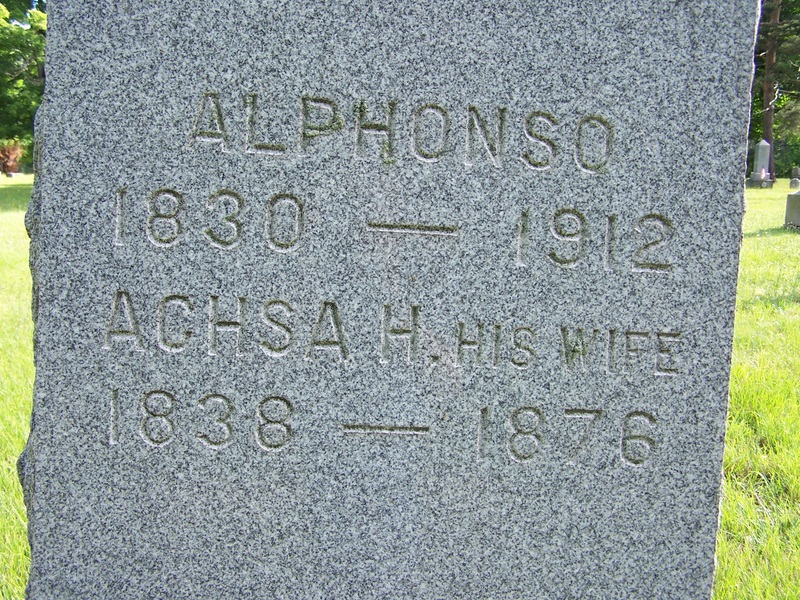 ALPHONSO
1830 — 1912
ACHSA H. HIS WIFE
1838 — 1876